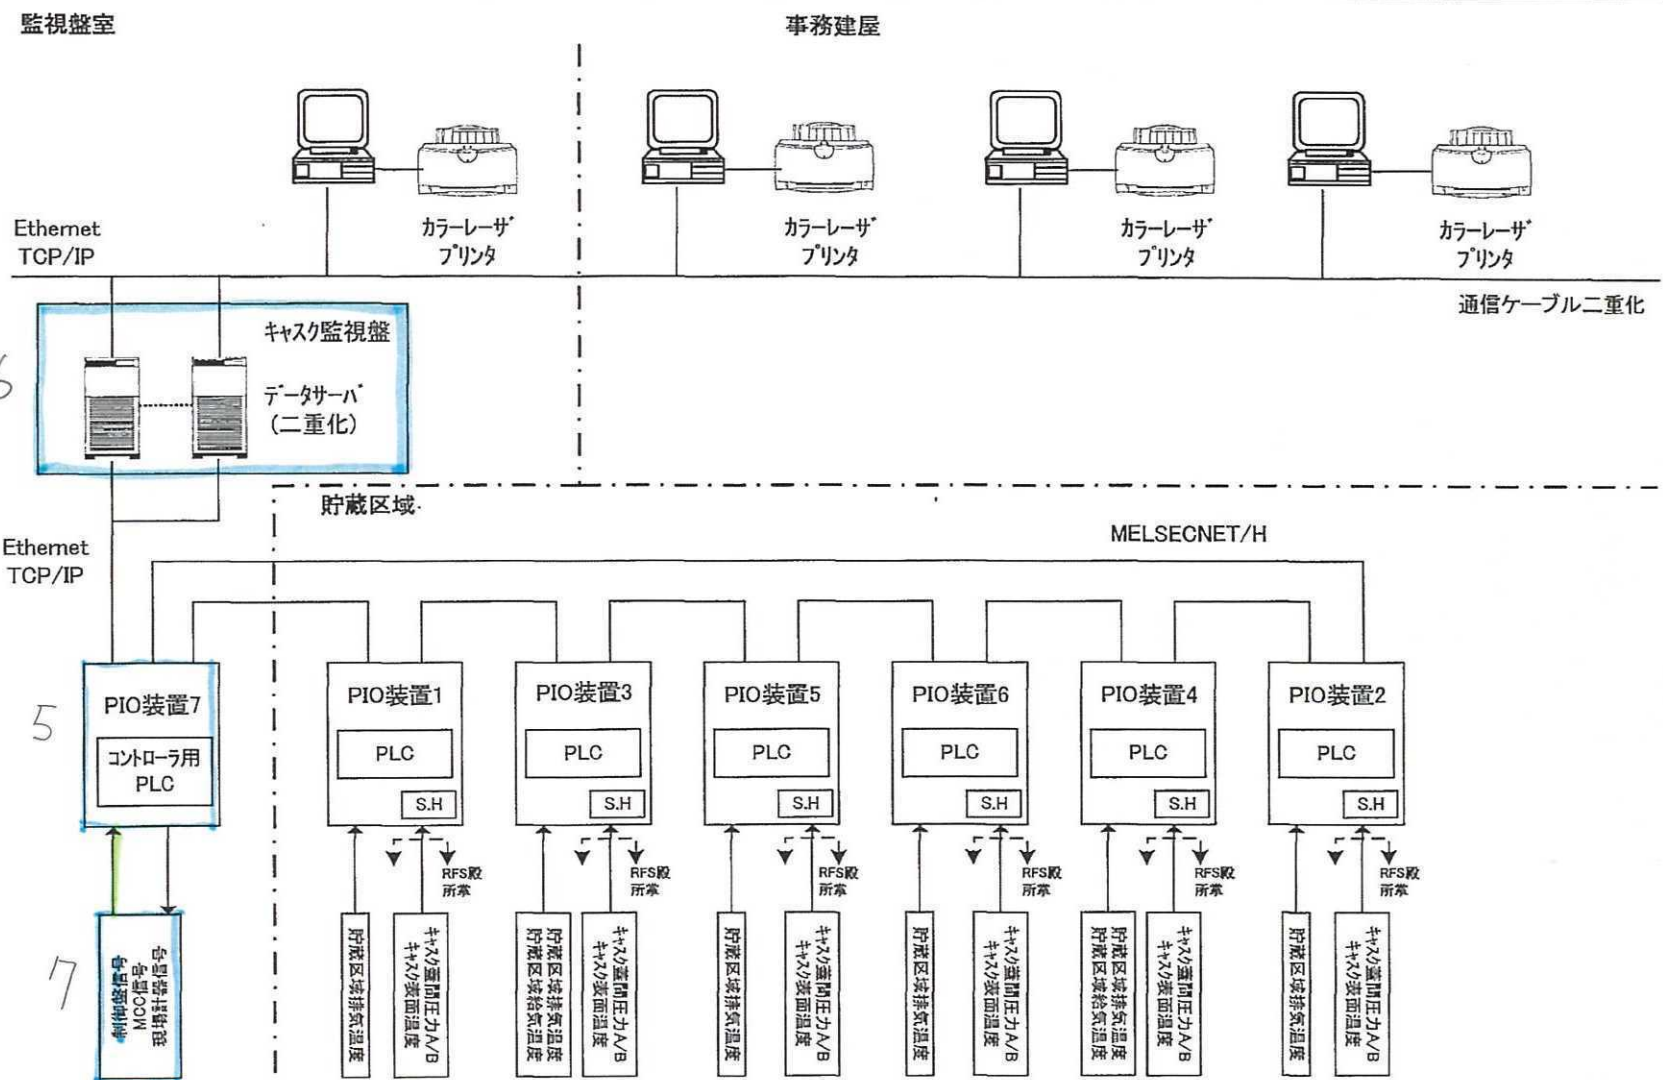 監視盤室
事務建屋
Ethernet
TCP/IP
カラーレーザ
プリンタ
カラーレーザ
プリンタ
カラーレーザ
プリンタ
カラーレーザ
プリンタ
通信ケーブル二重化
キャスク監視盤
データサーバ
(二重化)
6
貯蔵区域
MELSECNET/H
Ethernet
TCP/IP
5
PIO装置7
コントローラ用
PLC
PIO装置1
PLC
S.H
PIO装置3
PLC
S.H
PIO装置5
PLC
S.H
PIO装置6
PLC
S.H
PIO装置4
PLC
S.H
PIO装置2
PLC
S.H
RFS殿
所掌
RFS殿
所掌
RFS殿
所掌
RFS殿
所掌
RFS殿
所掌
RFS殿
所掌
7
制御盤信号
MCC信号
貯蔵区域排気温度
キャスク蓋間圧力A/B
キャスク表面温度
貯蔵区域排気温度
貯蔵区域給気温度
キャスク蓋間圧力A/B
キャスク表面温度
貯蔵区域排気温度
キャスク蓋間圧力A/B
キャスク表面温度
貯蔵区域排気温度
キャスク蓋間圧力A/B
キャスク表面温度
貯蔵区域排気温度
貯蔵区域給気温度
キャスク蓋間圧力A/B
キャスク表面温度
貯蔵区域排気温度
キャスク蓋間圧力A/B
キャスク表面温度